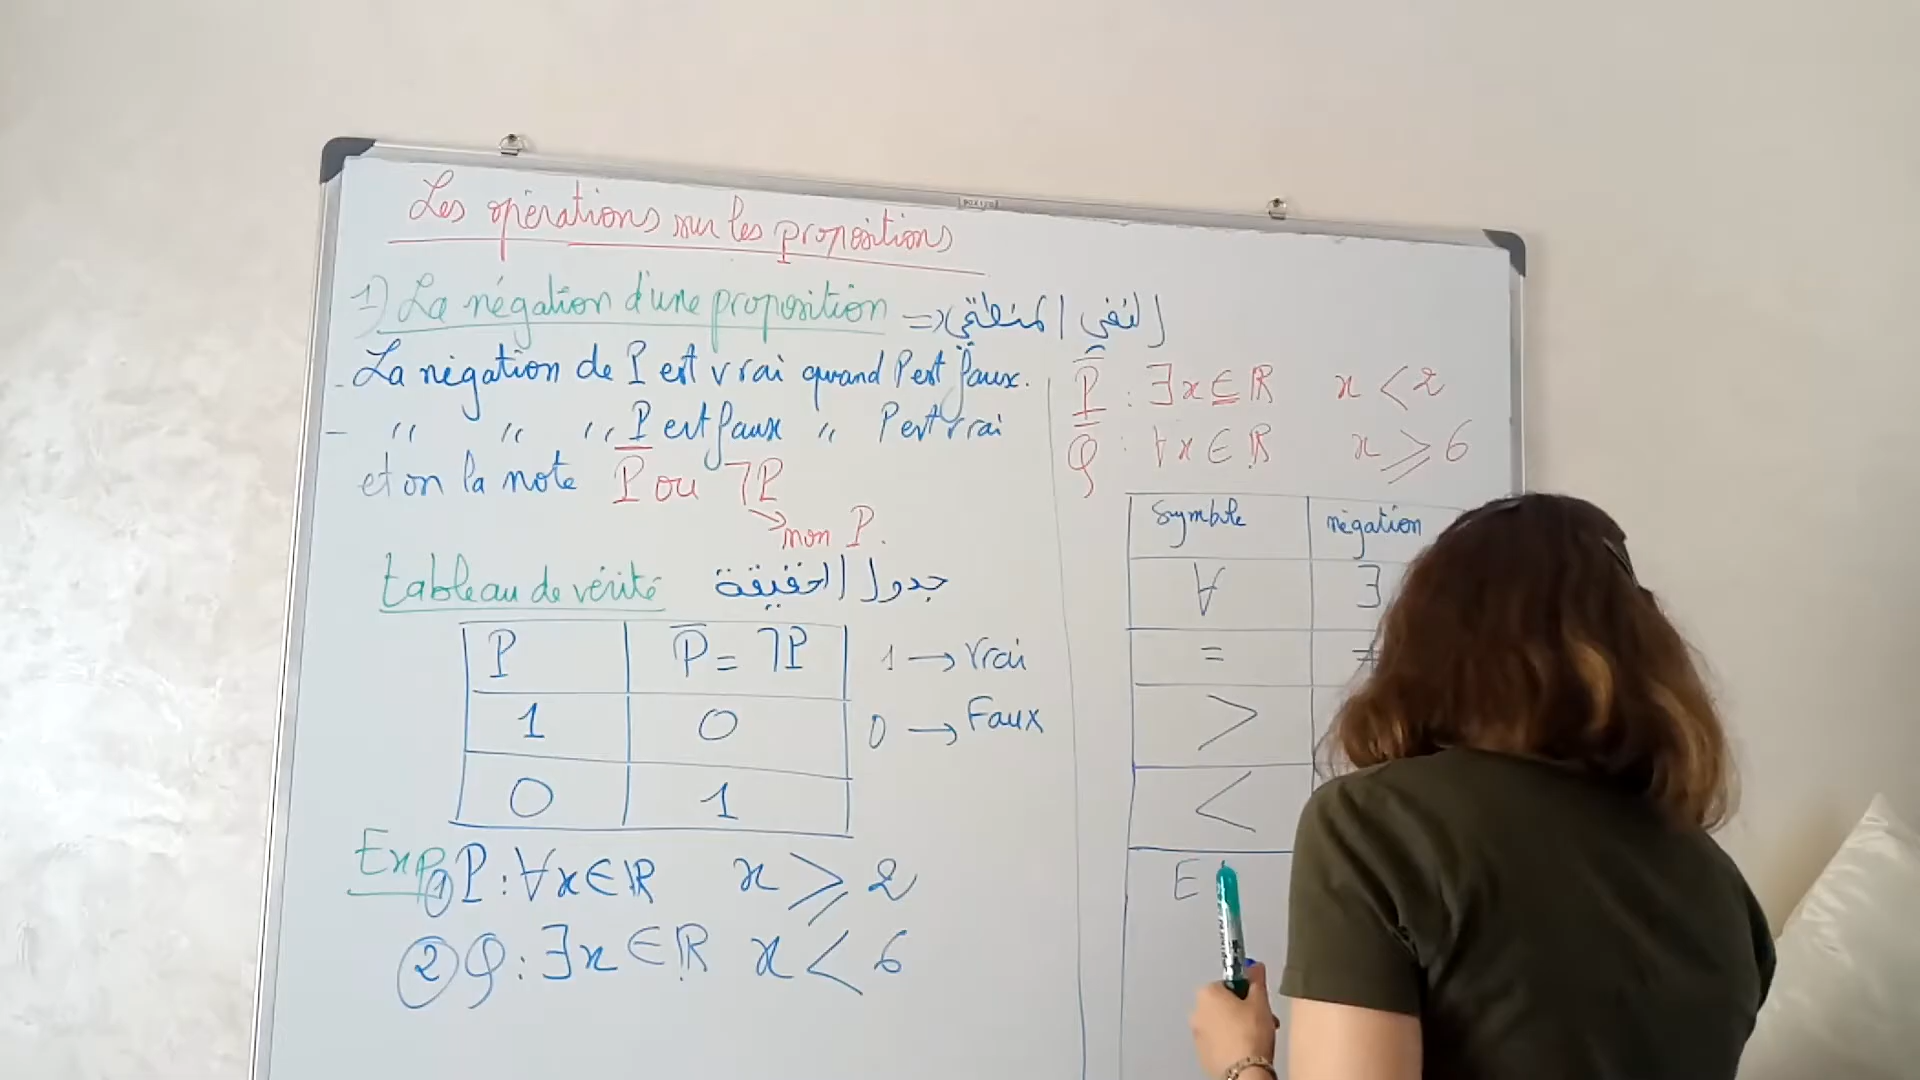 Les opérations sur les propositions
1) La négation d'une proposition => النفي المنطقي
- La négation de P est vrai quand P est faux.
- '' '' '' P est faux '' P est vrai
et on la note P̅ ou ¬P
→ non P.
tableau de vérité جدول الحقيقة
P P̅ = ¬P
1 0
0 1
1 → Vrai
0 → Faux
Exp ① P : ∀x ∈ ℝ x ⩾ 2
② Q : ∃x ∈ ℝ x < 6
P̅ : ∃x ∈ ℝ x < 2
Q̅ : ∀x ∈ ℝ x ⩾ 6
Symbole négation
∀ ∃
= ≠
>
<
E